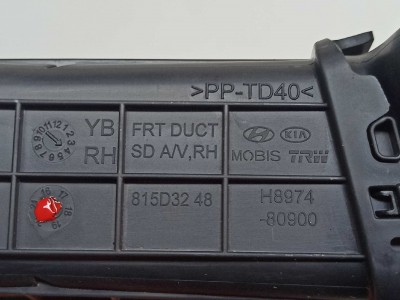 >PP-TD40<
YB
RH
FRT DUCT
SD A/V,RH
KIA
MOBIS TRW
815D32 48
H8974
-80900